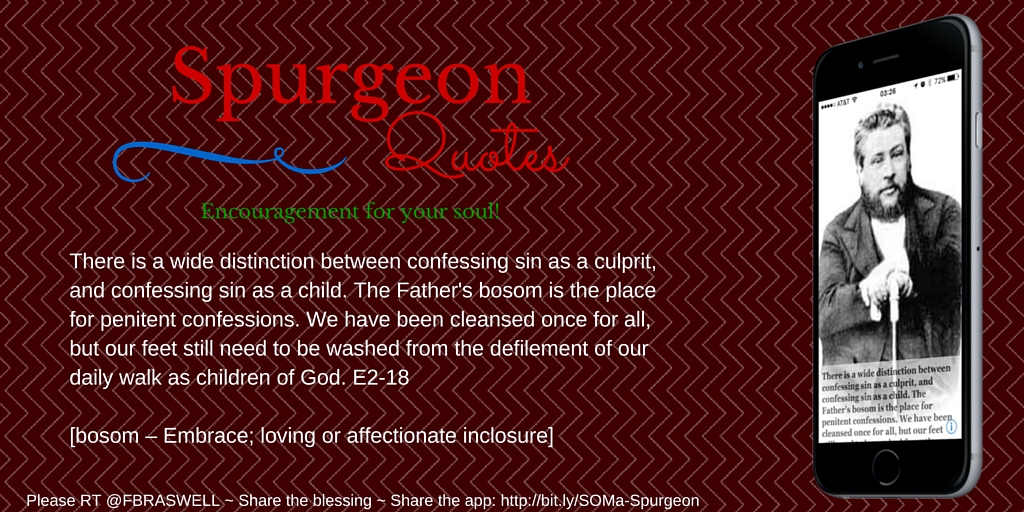 Spurgeon
Quotes
Encouragement for your soul!
There is a wide distinction between confessing sin as a culprit,
and confessing sin as a child. The Father's bosom is the place
for penitent confessions. We have been cleansed once for all,
but our feet still need to be washed from the defilement of our
daily walk as children of God. E2-18
[bosom – Embrace; loving or affectionate inclosure]
Please RT @FBRASWELL ~ Share the blessing ~ Share the app: http://bit.ly/SOMa-Spurgeon
AT&T 03:26 72%
There is a wide distinction between
confessing sin as a culprit, and
confessing sin as a child. The
Father's bosom is the place for
penitent confessions. We have been
cleansed once for all, but our feet